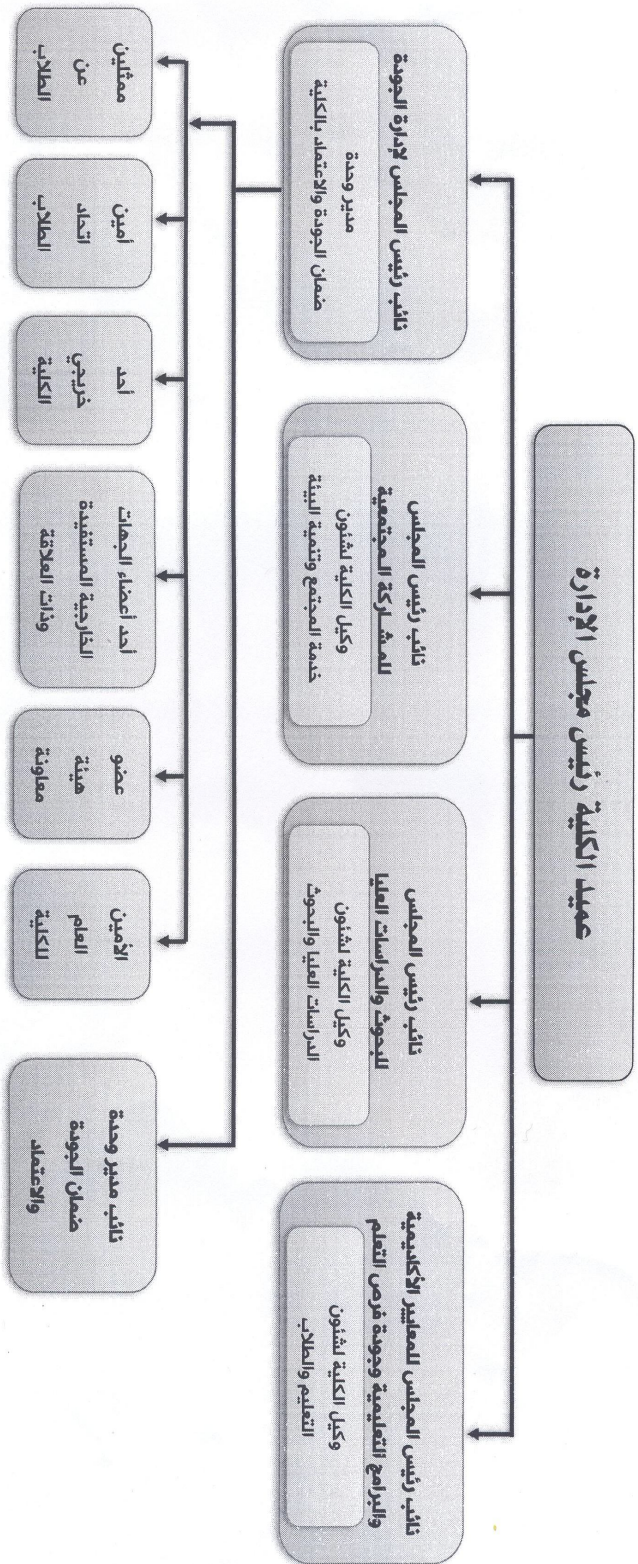 عميد الكلية رئيس مجلس الإدارة
نائب رئيس المجلس للمعايير الأكاديمية
والبرامج التعليمية وجودة فرص التعلم
وكيل الكلية لشئون
التعليم والطلاب
نائب رئيس المجلس
للبحوث والدراسات العليا
وكيل الكلية لشئون
الدراسات العليا والبحوث
نائب رئيس المجلس
للمشاركة المجتمعية
وكيل الكلية لشئون
خدمة المجتمع وتنمية البيئة
نائب رئيس المجلس لإدارة الجودة
مدير وحدة
ضمان الجودة والاعتماد بالكلية
نائب مدير وحدة
ضمان الجودة
والاعتماد
الأمين
العام
للكلية
عضو
هيئة
معاونة
أحد أعضاء الجهات
الخارجية المستفيدة
وذات العلاقة
أحد
خريجي
الكلية
أمين
اتحاد
الطلاب
ممثلين
عن
الطلاب